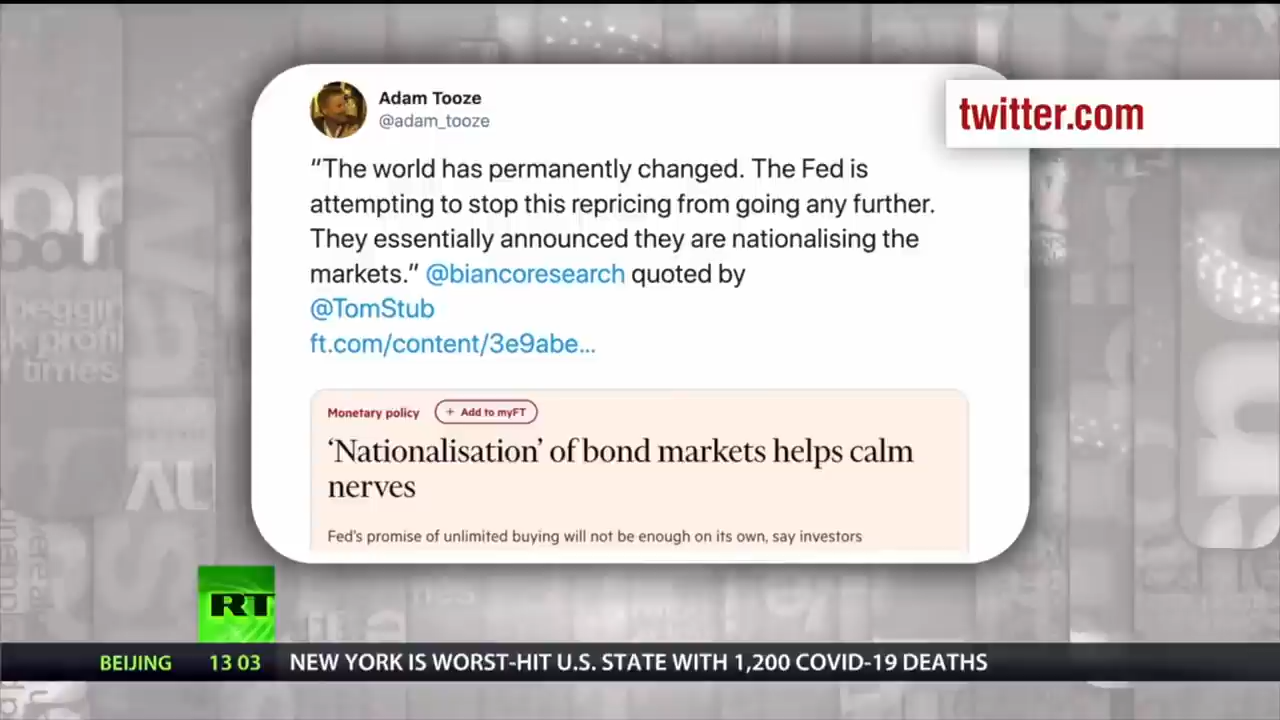 Adam Tooze
@adam_tooze
twitter.com
“The world has permanently changed. The Fed is
attempting to stop this repricing from going any further.
They essentially announced they are nationalising the
markets.” @biancoresearch quoted by
@TomStub
ft.com/content/3e9abe...
Monetary policy
+ Add to myFT
‘Nationalisation’ of bond markets helps calm
nerves
Fed's promise of unlimited buying will not be enough on its own, say investors
RT
BEIJING 13 03 NEW YORK IS WORST-HIT U.S. STATE WITH 1,200 COVID-19 DEATHS